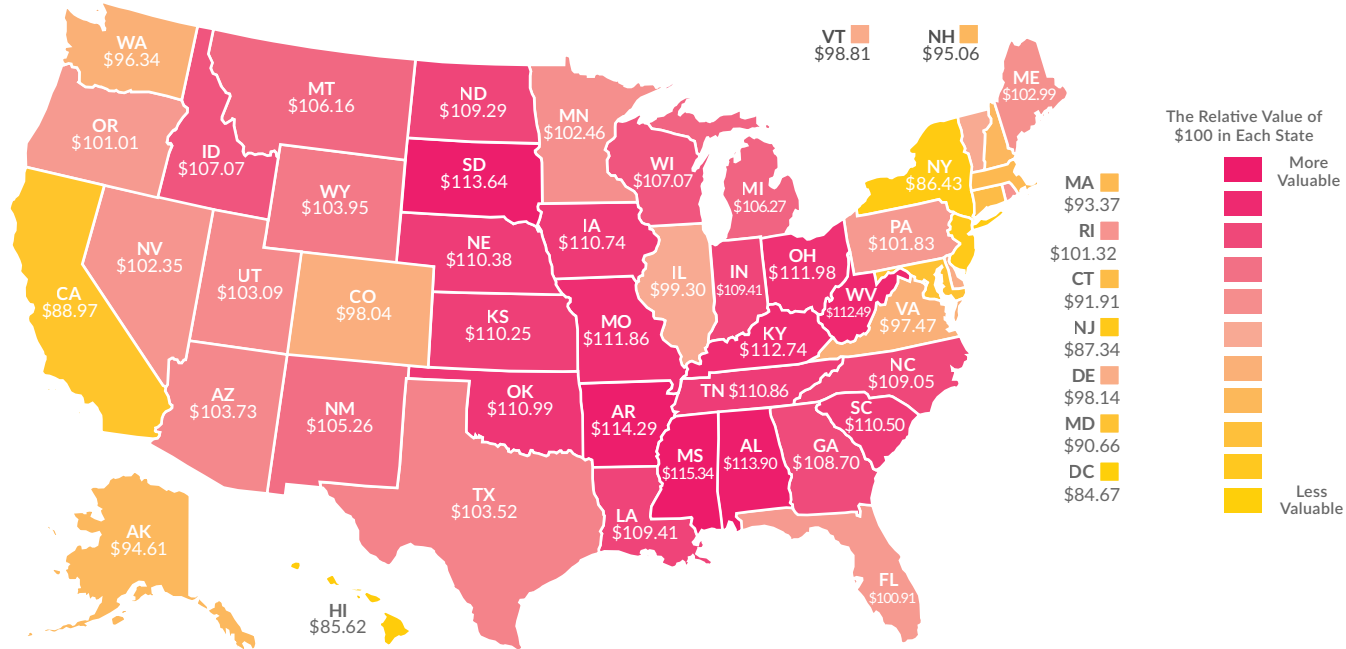 VT
$98.81
NH
$95.06
WA
$96.34
MT
$106.16
ND
$109.29
MN
$102.46
ME
$102.99
OR
$101.01
ID
$107.07
SD
$113.64
WI
$107.07
MI
$106.27
NY
$86.43
WY
$103.95
The Relative Value of
$100 in Each State
More
Valuable
Less
Valuable
MA
$93.37
RI
$101.32
CT
$91.91
NJ
$87.34
DE
$98.14
MD
$90.66
DC
$84.67
NV
$102.35
UT
$103.09
CA
$88.97
CO
$98.04
NE
$110.38
IA
$110.74
IL
$99.30
IN
$109.41
OH
$111.98
PA
$101.83
WV
$112.49
VA
$97.47
KS
$110.25
MO
$111.86
KY
$112.74
NC
$109.05
TN $110.86
SC
$110.50
AZ
$103.73
NM
$105.26
OK
$110.99
AR
$114.29
MS
$115.34
AL
$113.90
GA
$108.70
TX
$103.52
LA
$109.41
FL
$100.91
AK
$94.61
HI
$85.62